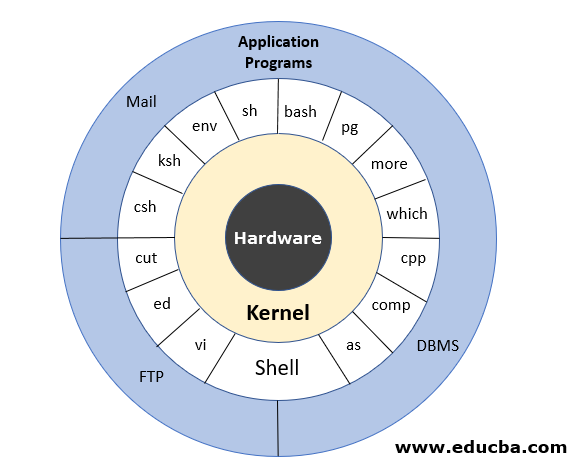 Application
Programs
Mail
sh
bash
env
pg
ksh
more
csh
which
Hardware
cut
cpp
ed
comp
Kernel
vi
as
DBMS
Shell
FTP
www.educba.com